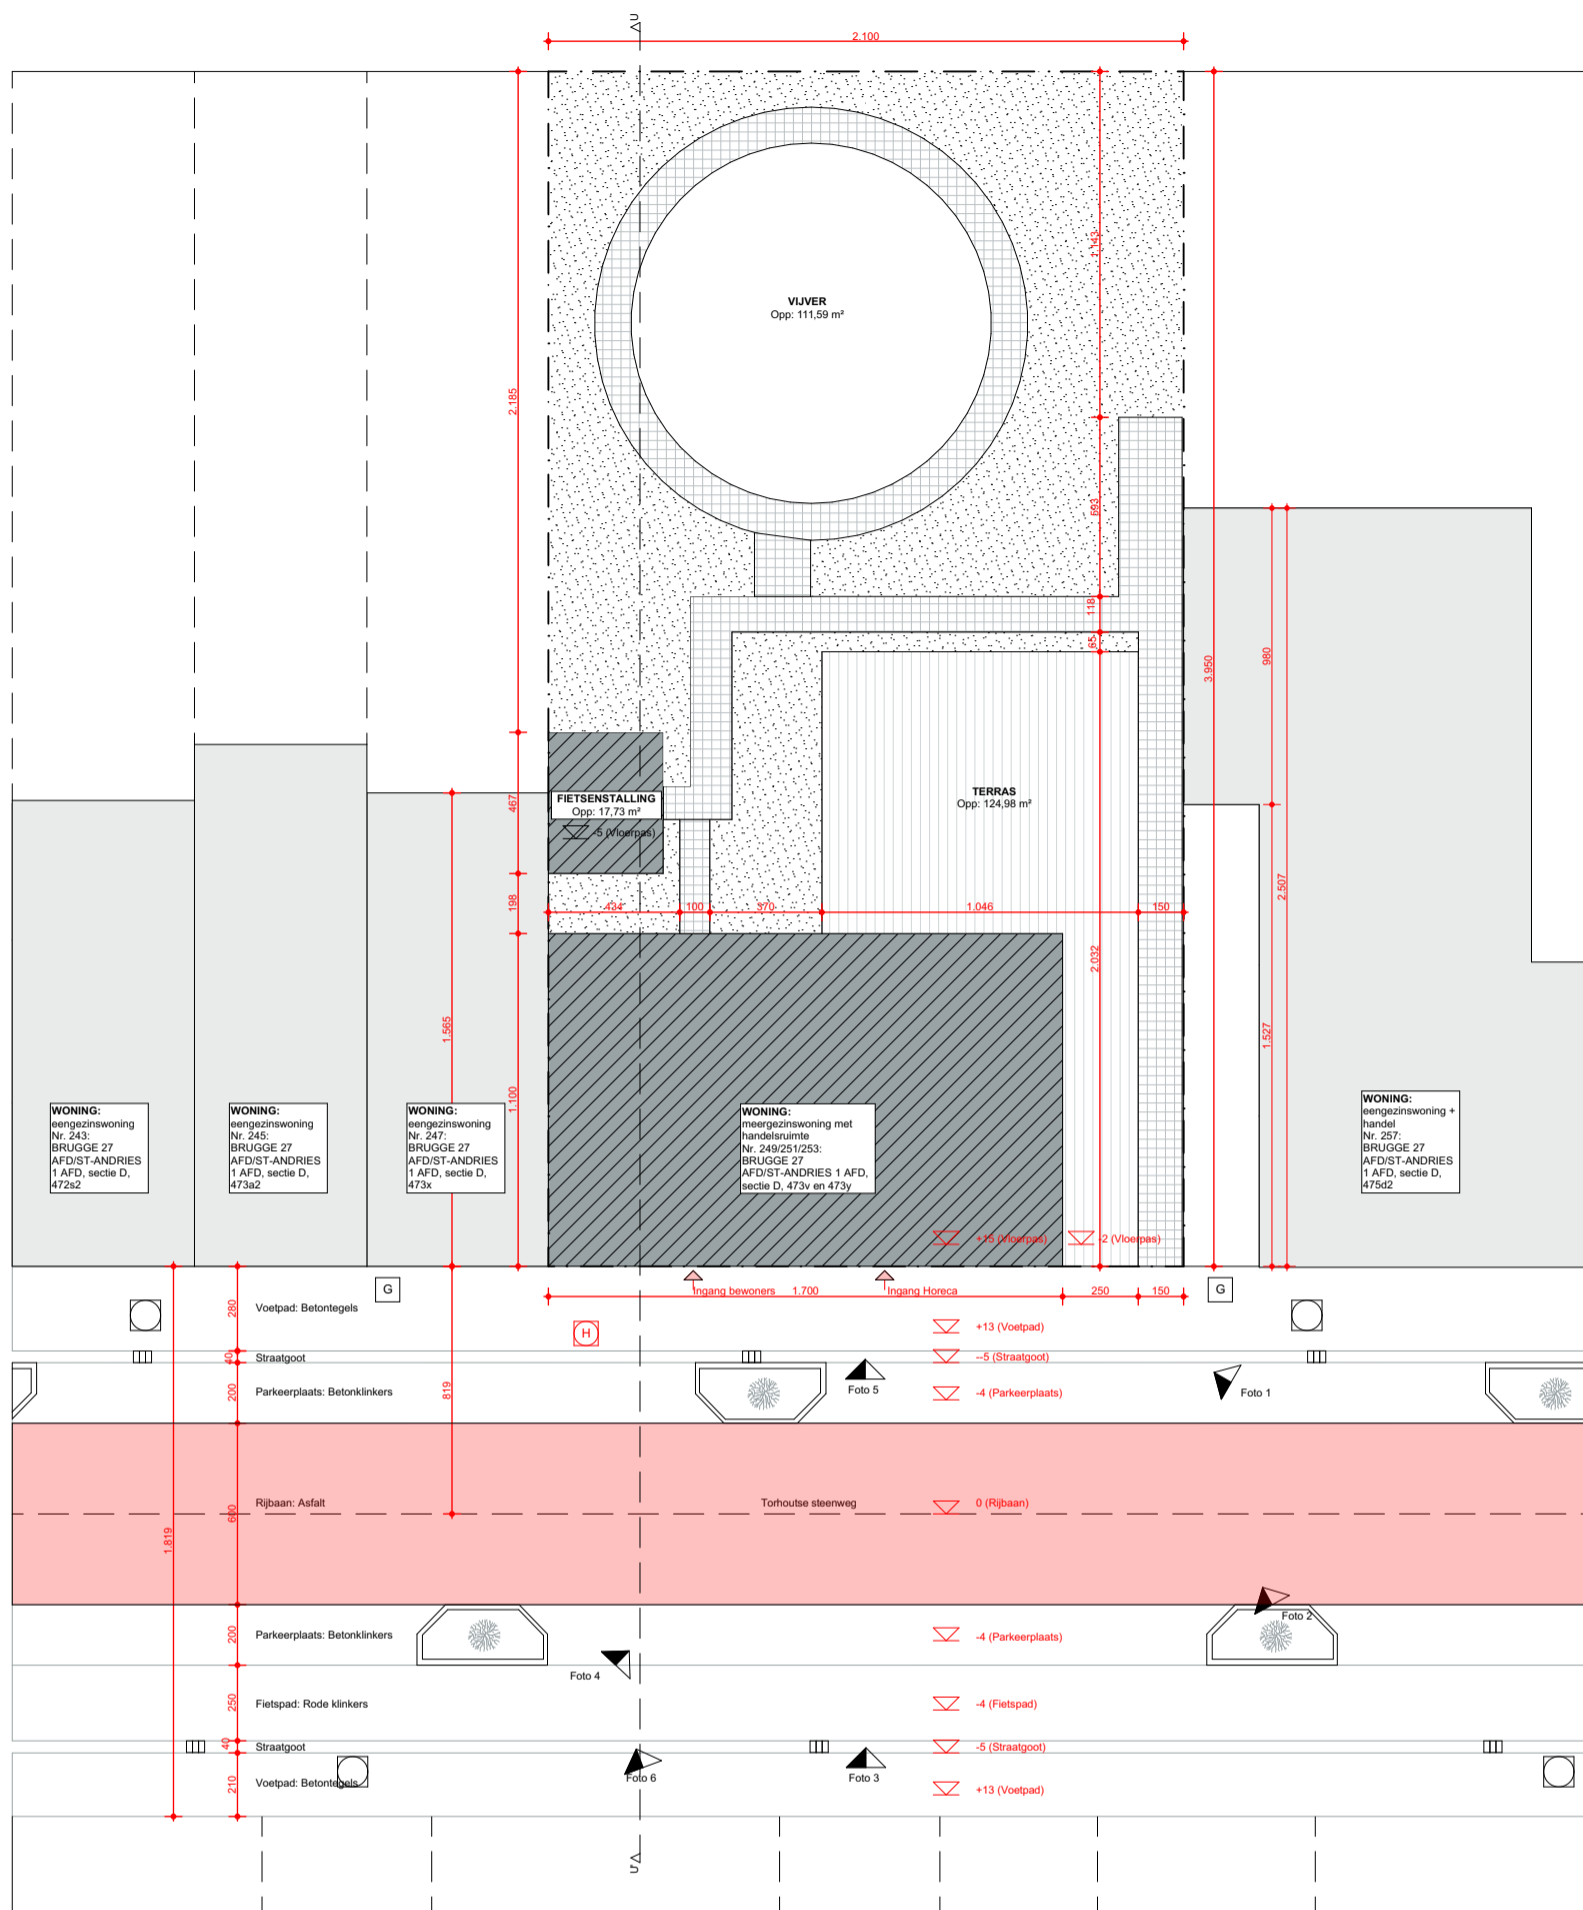 U
2.100
2.185
1.143
VIJVER
Opp: 111,59 m²
593
118
65
3.950
980
2.507
467
FIETSENSTALLING
Opp: 17,73 m²
-5 (Vloerpas)
TERRAS
Opp: 124,98 m²
198
434
100
370
1.046
150
2.032
1.565
1.100
1.527
WONING:
eengezinswoning
Nr. 243:
BRUGGE 27
AFD/ST-ANDRIES
1 AFD, sectie D,
472s2
WONING:
eengezinswoning
Nr. 245:
BRUGGE 27
AFD/ST-ANDRIES
1 AFD, sectie D,
473a2
WONING:
eengezinswoning
Nr. 247:
BRUGGE 27
AFD/ST-ANDRIES
1 AFD, sectie D,
473x
WONING:
meergezinswoning met
handelsruimte
Nr. 249/251/253:
BRUGGE 27
AFD/ST-ANDRIES 1 AFD,
sectie D, 473v en 473y
WONING:
eengezinswoning +
handel
Nr. 257:
BRUGGE 27
AFD/ST-ANDRIES
1 AFD, sectie D,
475d2
+15 (Vloerpas)
-2 (Vloerpas)
G
Ingang bewoners
1.700
Ingang Horeca
250
150
G
280
Voetpad: Betontegels
H
+13 (Voetpad)
40
Straatgoot
--5 (Straatgoot)
200
Parkeerplaats: Betonklinkers
819
Foto 5
-4 (Parkeerplaats)
Foto 1
600
Rijbaan: Asfalt
Torhoutse steenweg
0 (Rijbaan)
1.819
Foto 2
200
Parkeerplaats: Betonklinkers
-4 (Parkeerplaats)
Foto 4
250
Fietspad: Rode klinkers
-4 (Fietspad)
40
Straatgoot
-5 (Straatgoot)
210
Voetpad: Betontegels
Foto 6
Foto 3
+13 (Voetpad)
U'